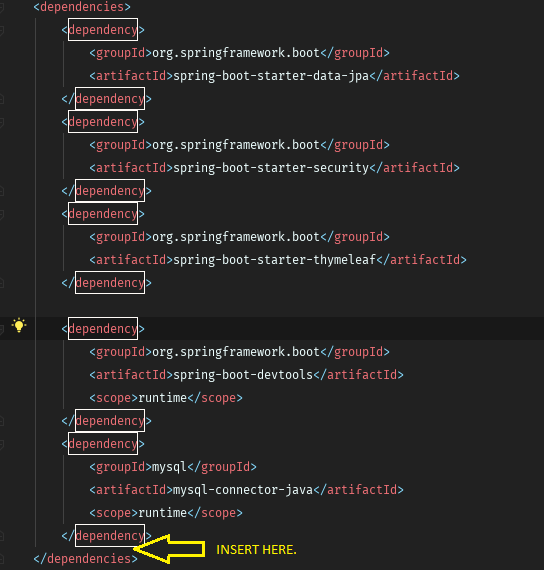 <dependencies>
<dependency>
<groupId>org.springframework.boot</groupId>
<artifactId>spring-boot-starter-data-jpa</artifactId>
</dependency>
<dependency>
<groupId>org.springframework.boot</groupId>
<artifactId>spring-boot-starter-security</artifactId>
</dependency>
<dependency>
<groupId>org.springframework.boot</groupId>
<artifactId>spring-boot-starter-thymeleaf</artifactId>
</dependency>
<dependency>
<groupId>org.springframework.boot</groupId>
<artifactId>spring-boot-devtools</artifactId>
<scope>runtime</scope>
</dependency>
<dependency>
<groupId>mysql</groupId>
<artifactId>mysql-connector-java</artifactId>
<scope>runtime</scope>
</dependency>
INSERT HERE.
</dependencies>